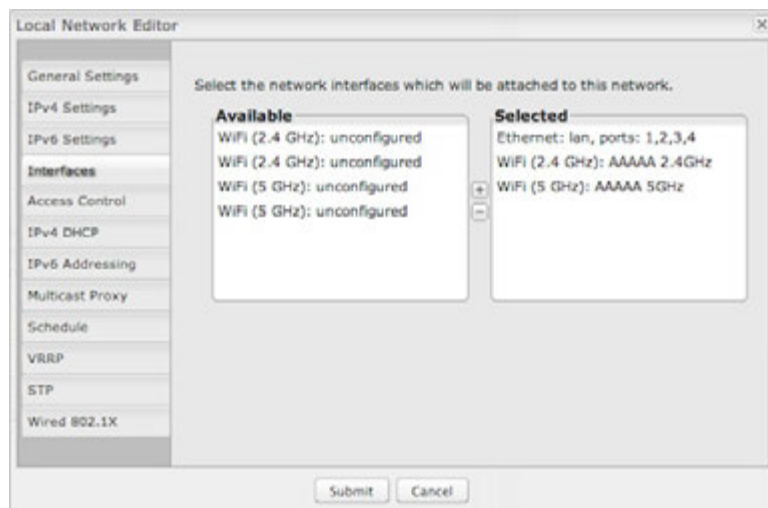 Local Network Editor
General Settings
IPv4 Settings
IPv6 Settings
Interfaces
Access Control
IPv4 DHCP
IPv6 Addressing
Multicast Proxy
Schedule
VRRP
STP
Wired 802.1X
Select the network interfaces which will be attached to this network.
Available
WiFi (2.4 GHz): unconfigured
WiFi (2.4 GHz): unconfigured
WiFi (5 GHz): unconfigured
WiFi (5 GHz): unconfigured
Selected
Ethernet: lan, ports: 1,2,3,4
WiFi (2.4 GHz): AAAAA 2.4GHz
WiFi (5 GHz): AAAAA 5GHz
Submit
Cancel